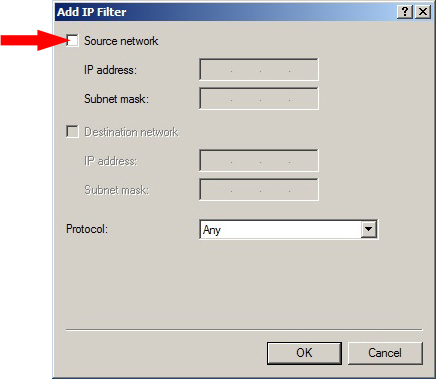 Add IP Filter
Source network
IP address:
Subnet mask:
Destination network
IP address:
Subnet mask:
Protocol: Any
OK Cancel